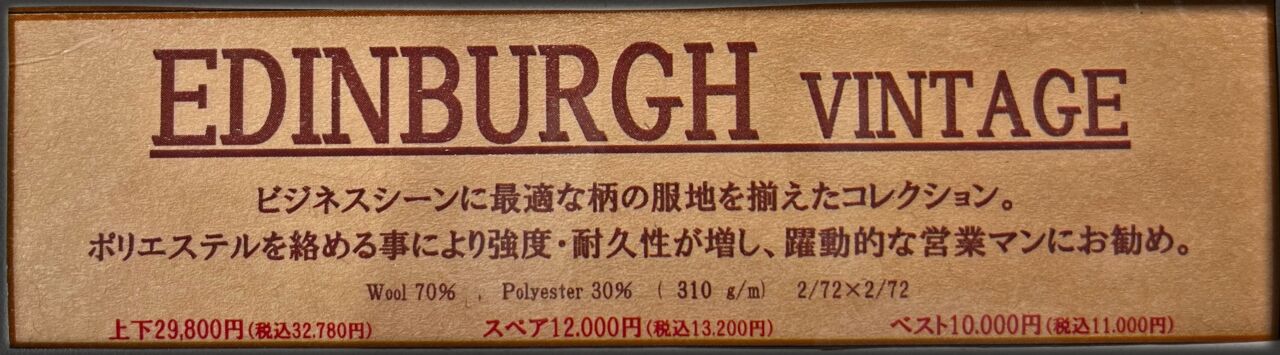 EDINBURGH VINTAGE
ビジネスシーンに最適な柄の服地を揃えたコレクション。
ポリエステルを絡める事により強度・耐久性が増し、躍動的な営業マンにお勧め。
Wool 70% , Polyester 30% ( 310 g/m) 2/72×2/72
上下29,800円(税込32.780円) スペア12.000円(税込13.200円) ベスト10.000円(税込11.000円)